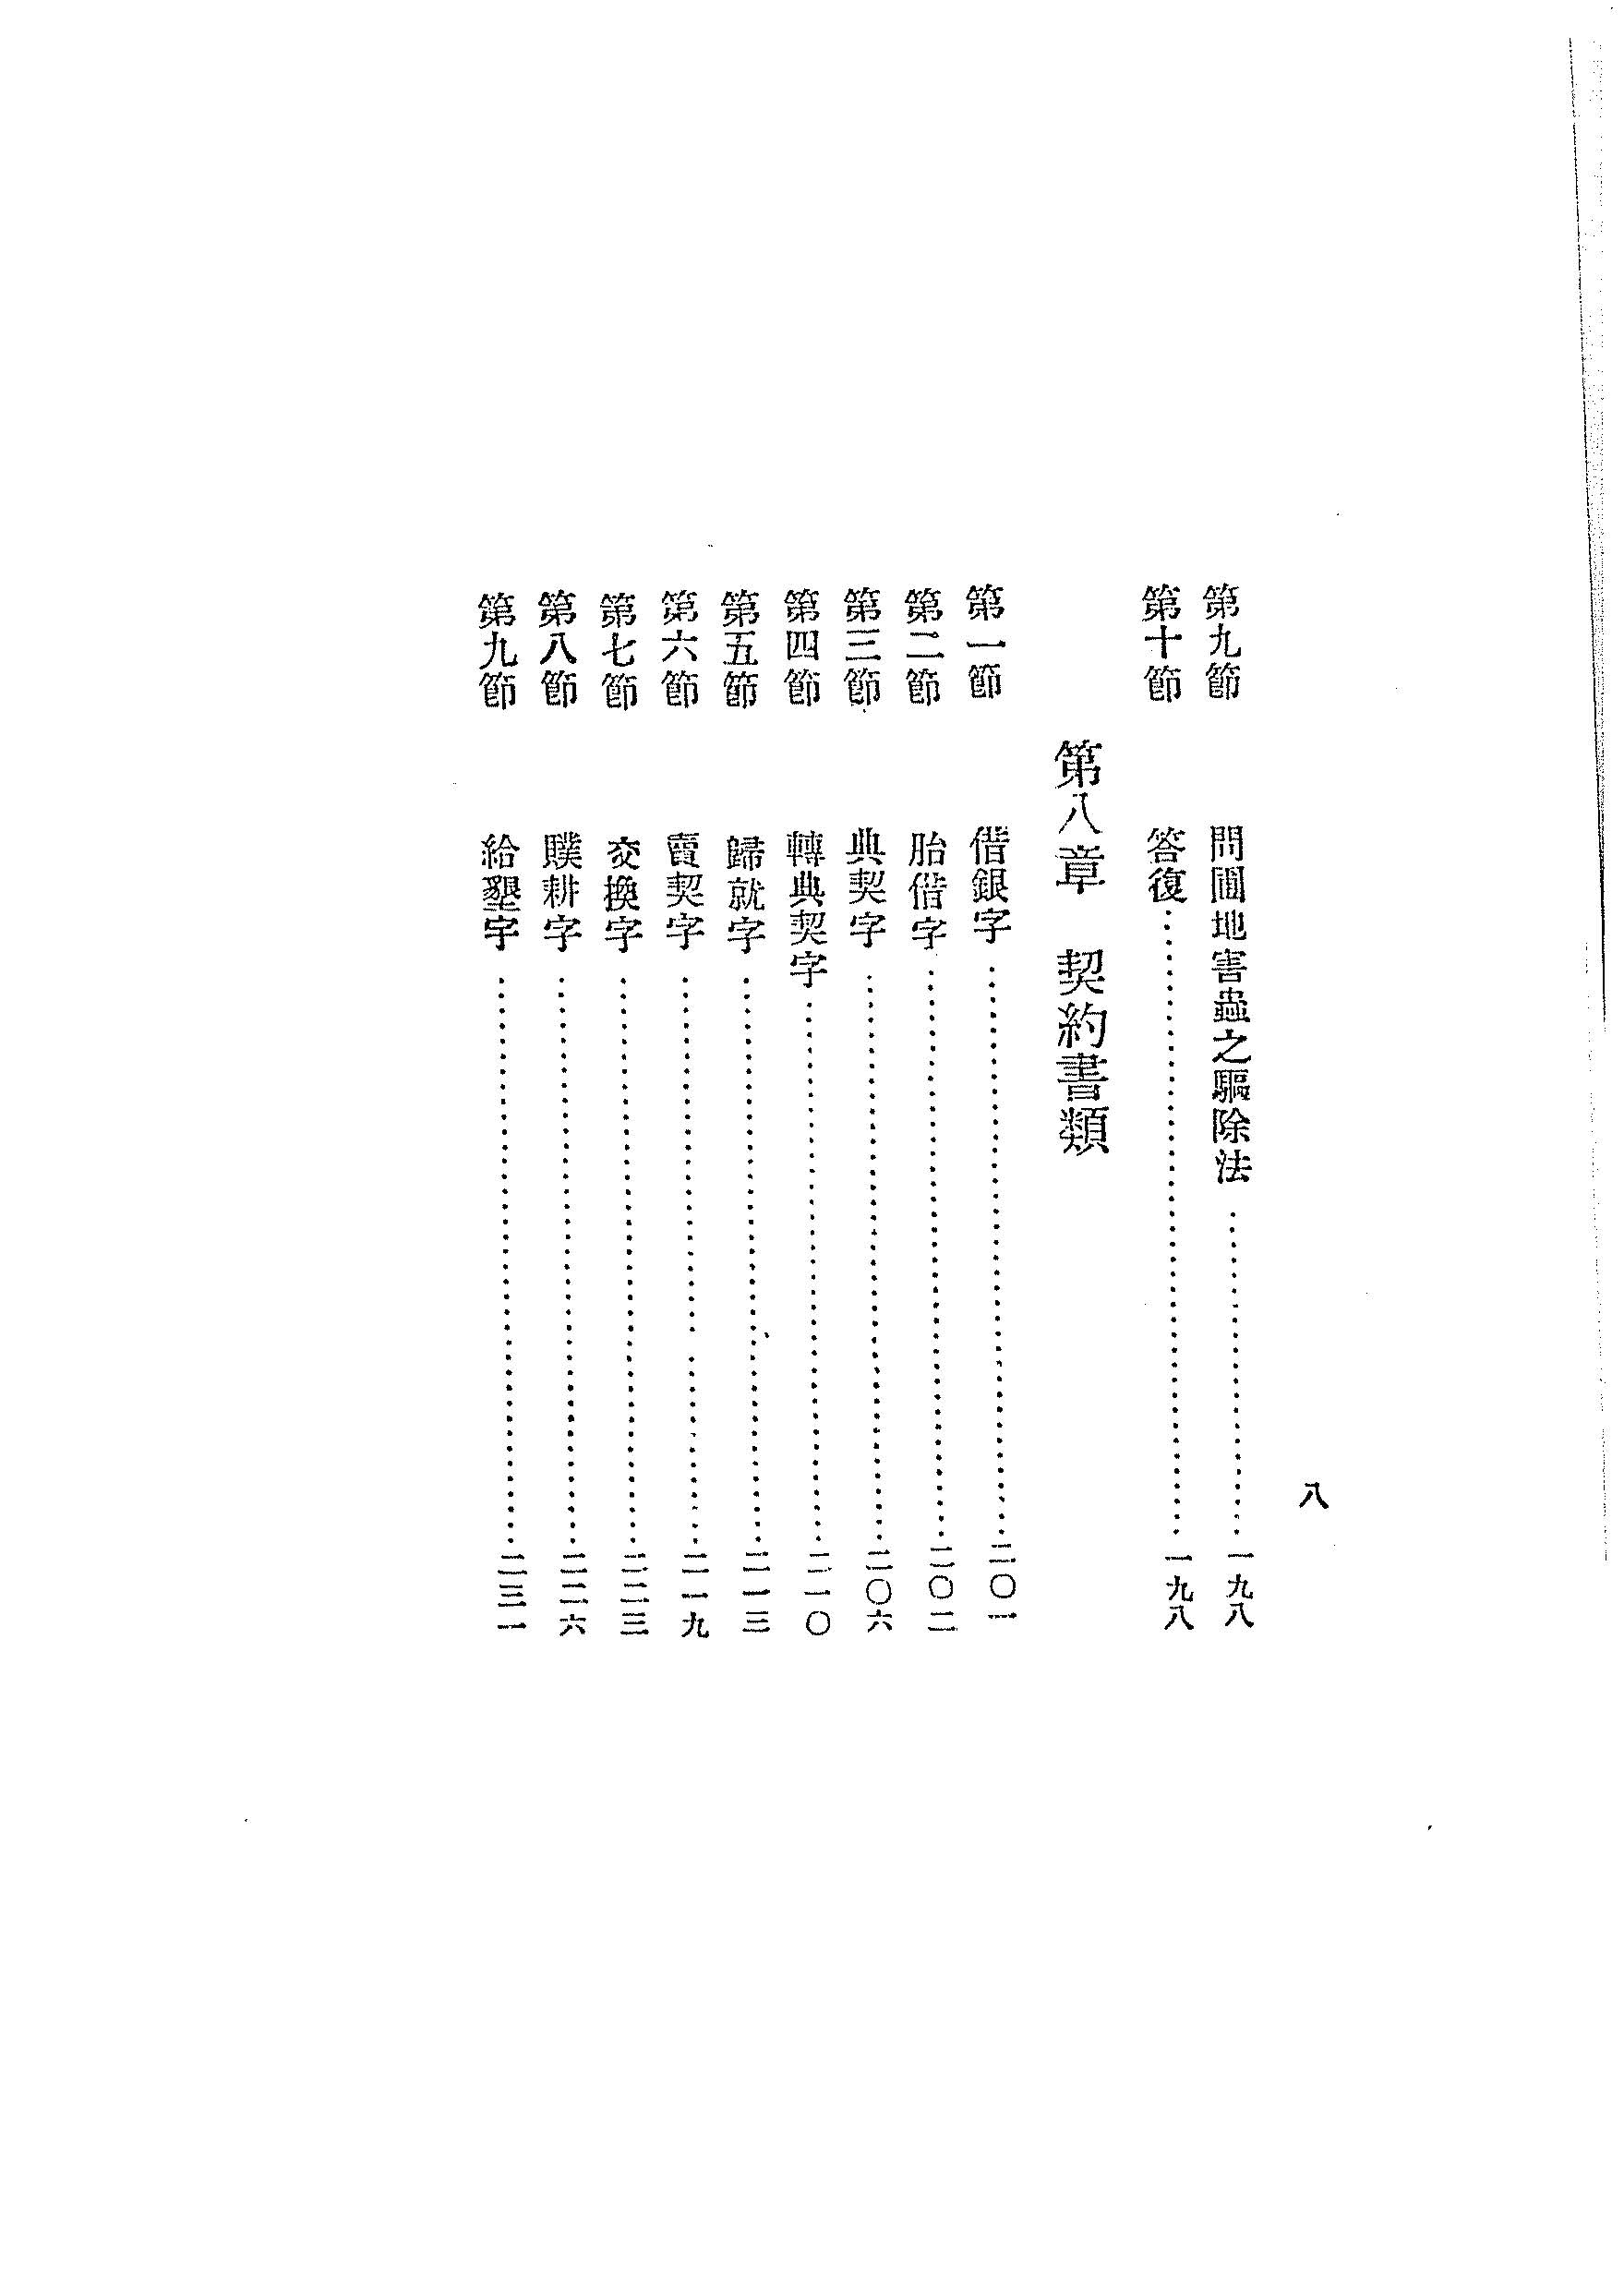 八
第九節 問圃地害蟲之驅除法……一九八
第十節 答復……一九八
第八章 契約書類
第一節 借銀字……二〇一
第二節 胎借字……二〇二
第三節 典契字……二〇六
第四節 轉典契字……二一〇
第五節 歸就字……二一三
第六節 賣契字……二一九
第七節 交換字……二二三
第八節 贌耕字……二二六
第九節 給墾字……二三一